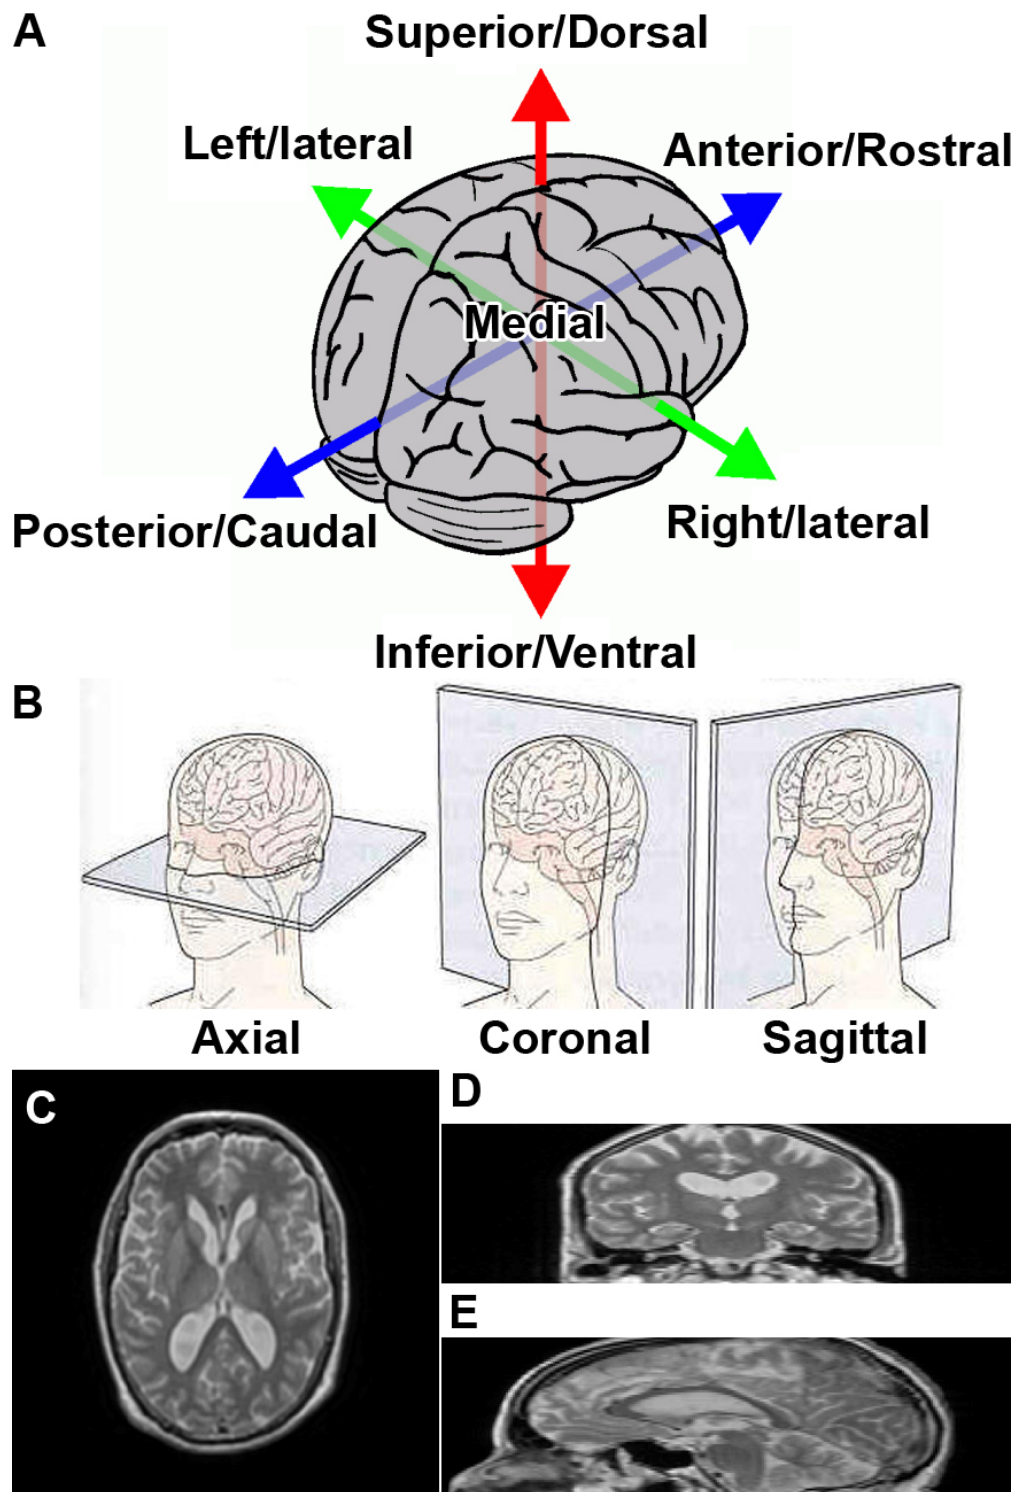 A
Superior/Dorsal
Left/lateral
Anterior/Rostral
Medial
Posterior/Caudal
Right/lateral
Inferior/Ventral
B
Axial
Coronal
Sagittal
C
D
E